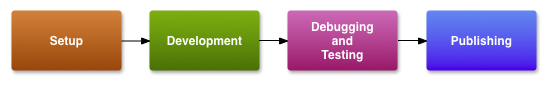 Setup
Development
Debugging
and
Testing
Publishing